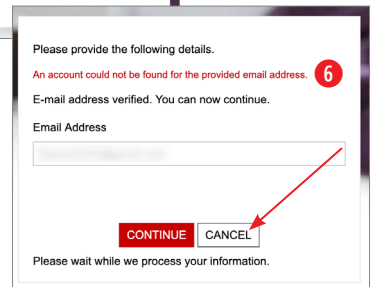 Please provide the following details.
An account could not be found for the provided email address. 6
E-mail address verified. You can now continue.
Email Address
CONTINUE CANCEL
Please wait while we process your information.